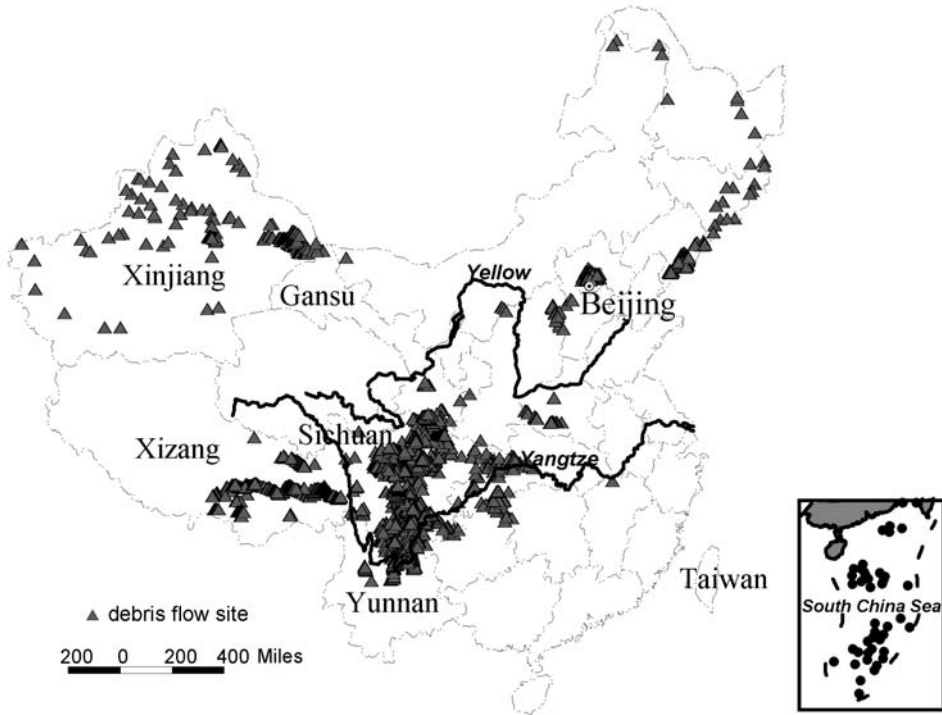 Yellow
Xinjiang
Gansu
Beijing
Xizang
Sichuan
Yangtze
Taiwan
Yunnan
South China Sea
debris flow site
200 0 200 400 Miles